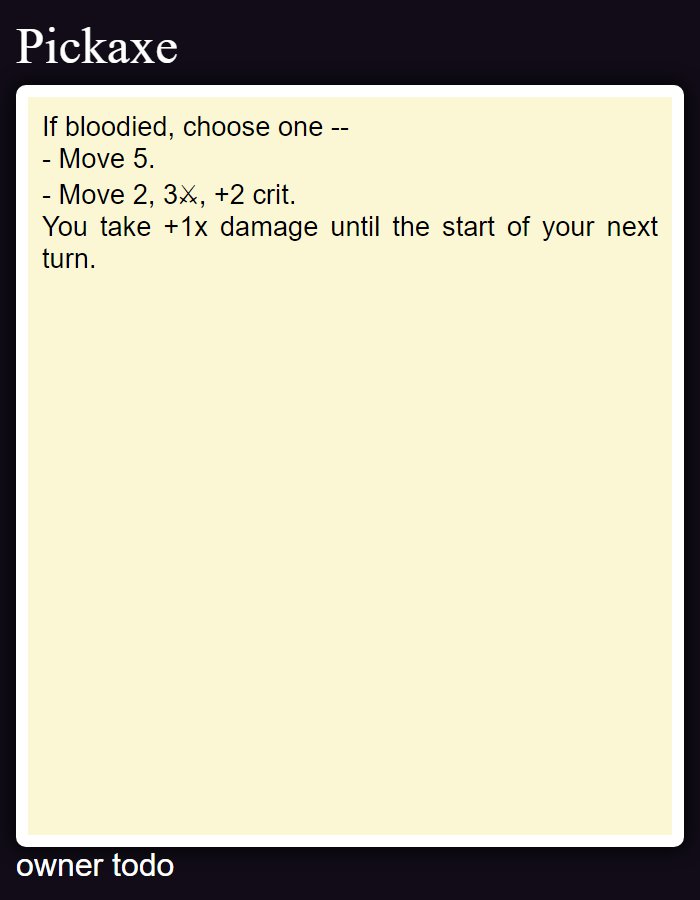 Pickaxe
If bloodied, choose one --
- Move 5.
- Move 2, 3⚔, +2 crit.
You take +1x damage until the start of your next
turn.
owner todo